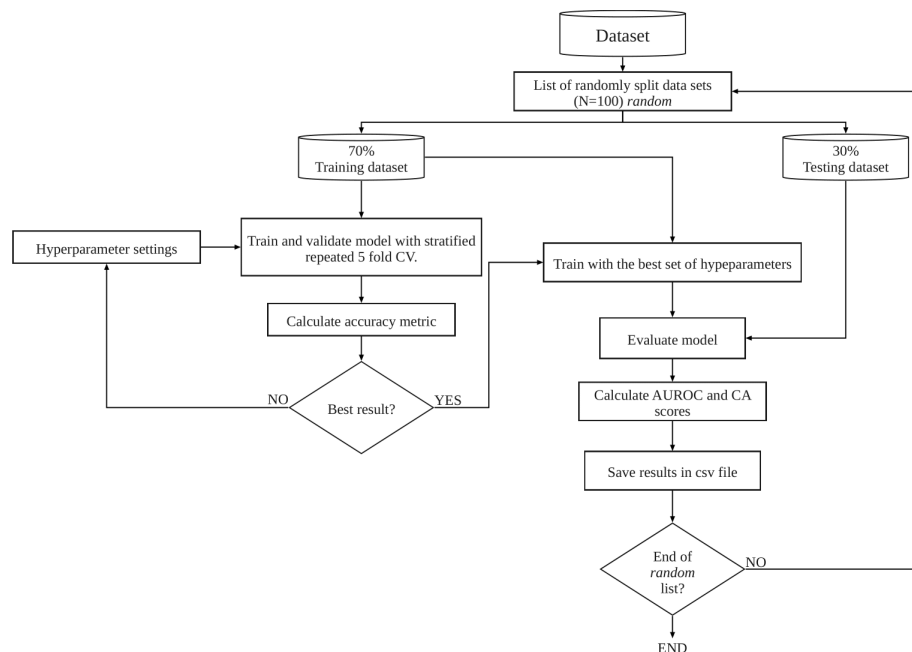 Dataset
List of randomly split data sets
(N=100) random
70%
Training dataset
30%
Testing dataset
Hyperparameter settings
Train and validate model with stratified
repeated 5 fold CV.
Train with the best set of hypeparameters
Calculate accuracy metric
Evaluate model
NO
Best result?
YES
Calculate AUROC and CA
scores
Save results in csv file
End of
random
list?
NO
END